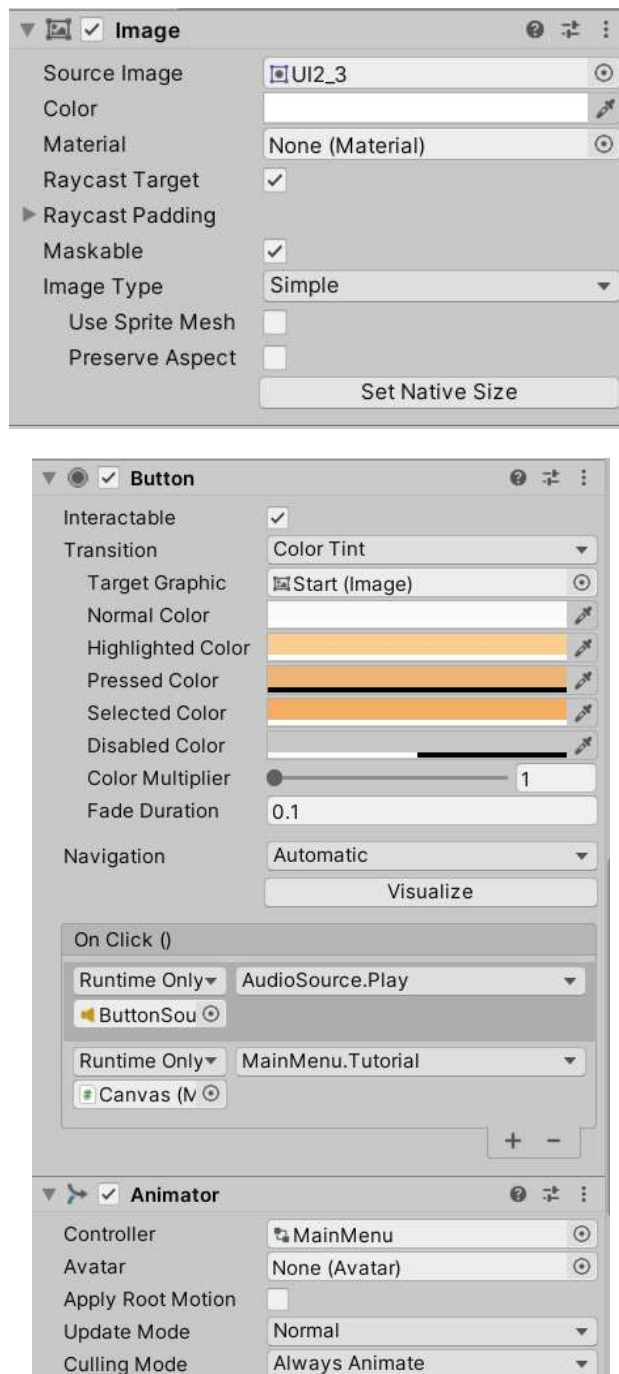 Image
Source Image UI2_3
Color
Material None (Material)
Raycast Target
Raycast Padding
Maskable
Image Type Simple
Use Sprite Mesh
Preserve Aspect
Set Native Size
Button
Interactable
Transition Color Tint
Target Graphic Start (Image)
Normal Color
Highlighted Color
Pressed Color
Selected Color
Disabled Color
Color Multiplier 1
Fade Duration 0.1
Navigation Automatic
Visualize
On Click ()
Runtime Only AudioSource.Play
ButtonSou
Runtime Only MainMenu.Tutorial
Canvas (M
Animator
Controller MainMenu
Avatar None (Avatar)
Apply Root Motion
Update Mode Normal
Culling Mode Always Animate